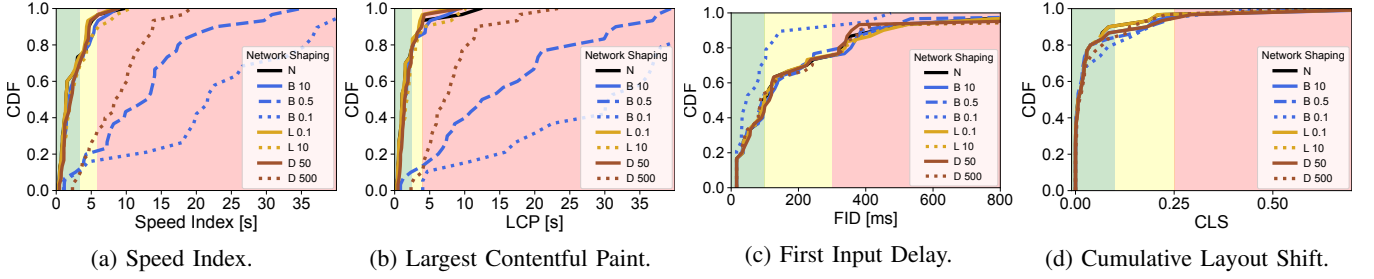 CDF
1.0
0.8
0.6
0.4
0.2
0.0
0 5 10 15 20 25 30 35
Speed Index [s]
Network Shaping
N
B 10
B 0.5
B 0.1
L 0.1
L 10
D 50
D 500
(a) Speed Index.
CDF
1.0
0.8
0.6
0.4
0.2
0.0
0 5 10 15 20 25 30 35
LCP [s]
Network Shaping
N
B 10
B 0.5
B 0.1
L 0.1
L 10
D 50
D 500
(b) Largest Contentful Paint.
CDF
1.0
0.8
0.6
0.4
0.2
0.0
0 200 400 600 800
FID [ms]
Network Shaping
N
B 10
B 0.5
B 0.1
L 0.1
L 10
D 50
D 500
(c) First Input Delay.
CDF
1.0
0.8
0.6
0.4
0.2
0.0
0.00 0.25 0.50
CLS
Network Shaping
N
B 10
B 0.5
B 0.1
L 0.1
L 10
D 50
D 500
(d) Cumulative Layout Shift.